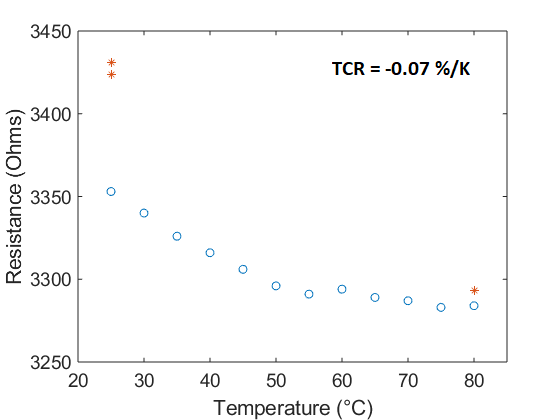 3450
3400
3350
3300
3250
Resistance (Ohms)
TCR = -0.07 %/K
20 30 40 50 60 70 80
Temperature (°C)